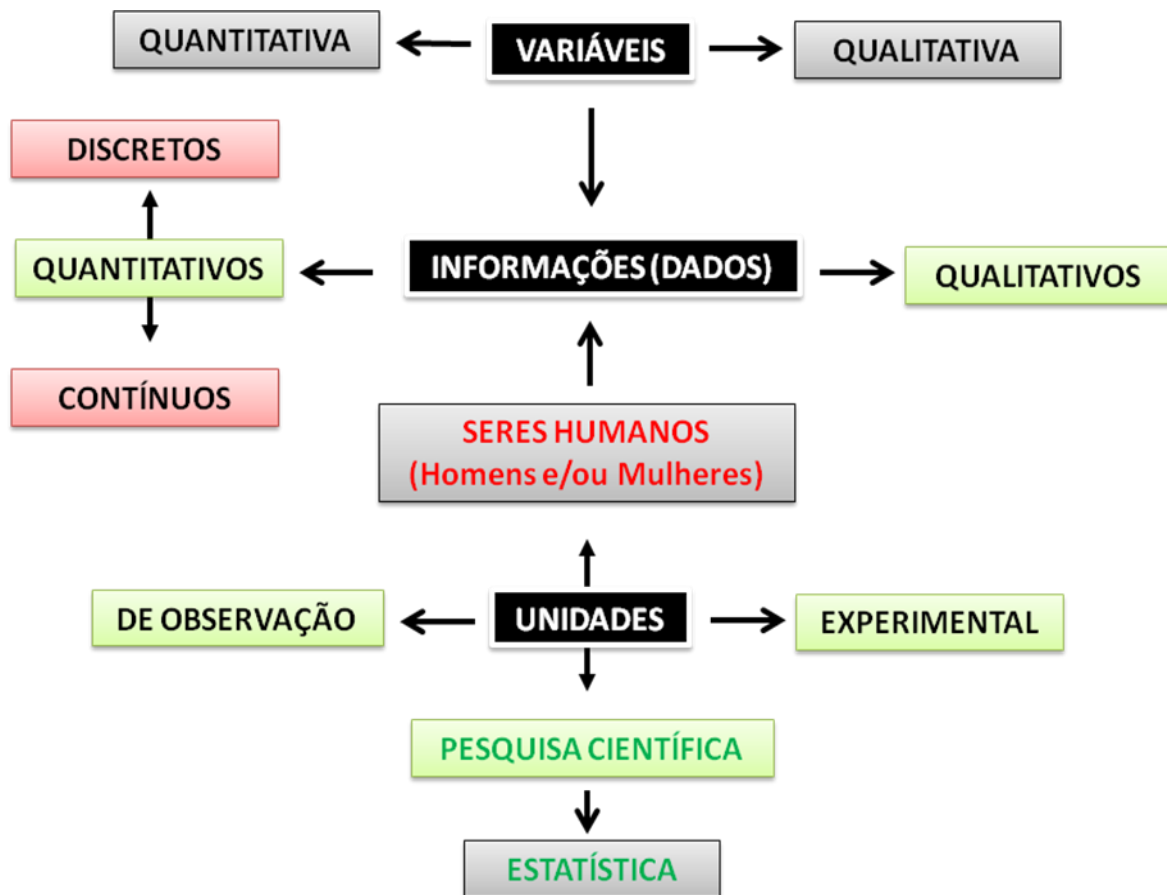 QUANTITATIVA
VARIÁVEIS
QUALITATIVA
DISCRETOS
QUANTITATIVOS
INFORMAÇÕES (DADOS)
QUALITATIVOS
CONTÍNUOS
SERES HUMANOS
(Homens e/ou Mulheres)
DE OBSERVAÇÃO
UNIDADES
EXPERIMENTAL
PESQUISA CIENTÍFICA
ESTATÍSTICA